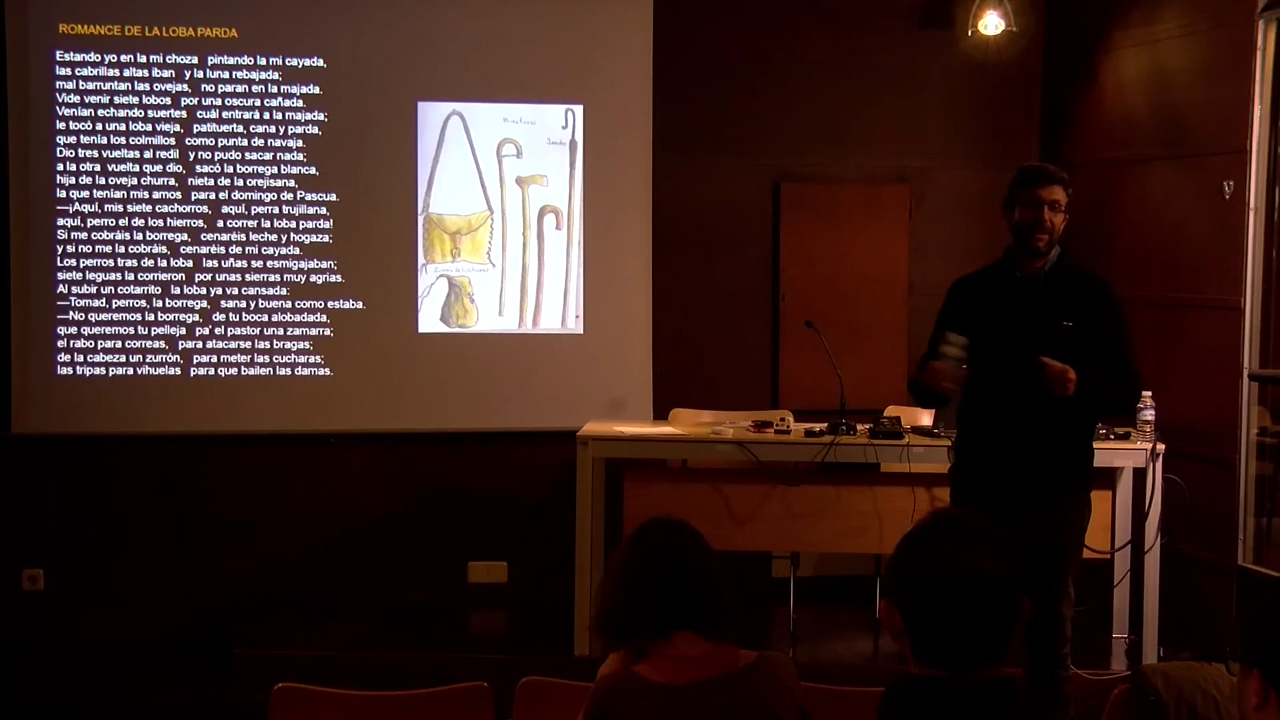 ROMANCE DE LA LOBA PARDA
Estando yo en la mi choza pintando la mi cayada,
las cabrillas altas iban y la luna rebajada;
mal barruntan las ovejas, no paran en la majada.
Vide venir siete lobos por una oscura cañada.
Venían echando suertes cuál entrará a la majada;
le tocó a una loba vieja, patituerta, cana y parda,
que tenía los colmillos como punta de navaja.
Dio tres vueltas al redil y no pudo sacar nada;
a la otra vuelta que dio, sacó la borrega blanca,
hija de la oveja churra, nieta de la orejisana,
la que tenían mis amos para el domingo de Pascua.
—¡Aquí, mis siete cachorros, aquí, perra trujillana,
aquí, perro el de los hierros, a correr la loba parda!
Si me cobráis la borrega, cenaréis leche y hogaza;
y si no me la cobráis, cenaréis de mi cayada.
Los perros tras de la loba las uñas se esmigajaban;
siete leguas la corrieron por unas sierras muy agrias.
Al subir un cotarrito la loba ya va cansada:
—Tomad, perros, la borrega, sana y buena como estaba.
—No queremos la borrega, de tu boca alobadada,
que queremos tu pelleja pa' el pastor una zamarra;
el rabo para correas, para atacarse las bragas;
de la cabeza un zurrón, para meter las cucharas;
las tripas para vihuelas para que bailen las damas.